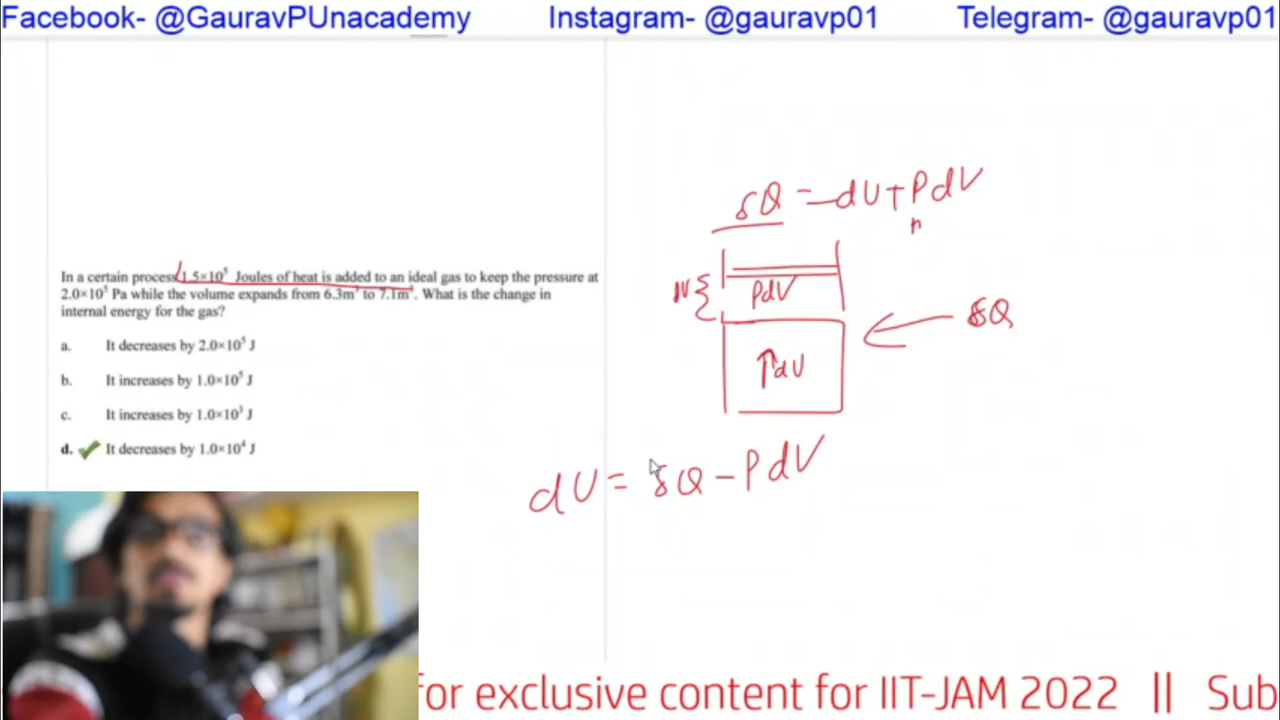 Facebook- @GauravPUnacademy Instagram- @gauravp01 Telegram- @gauravp01
δQ = dU + PdV
In a certain process 1.5×10⁵ Joules of heat is added to an ideal gas to keep the pressure at
2.0×10⁵ Pa while the volume expands from 6.3m³ to 7.1m³. What is the change in
internal energy for the gas?
PdV
δQ
a. It decreases by 2.0×10⁵ J
↑dU
b. It increases by 1.0×10⁵ J
c. It increases by 1.0×10³ J
d. It decreases by 1.0×10⁴ J
dU = δQ - PdV
for exclusive content for IIT-JAM 2022 || Sub